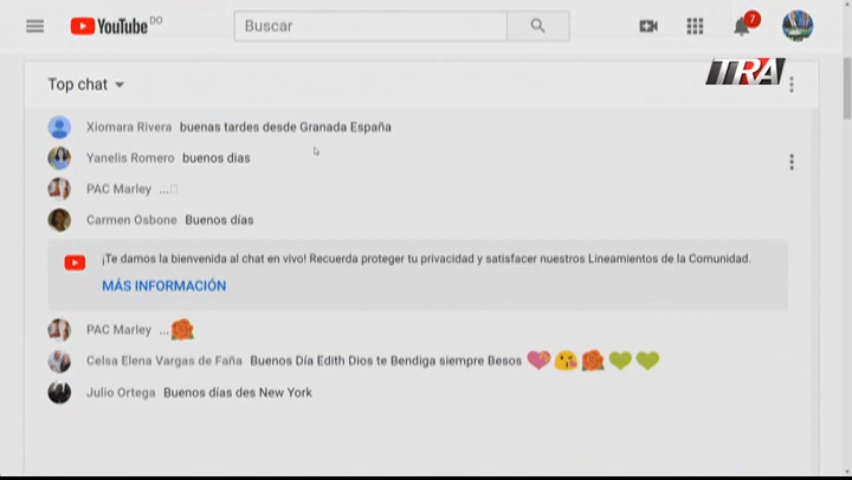 YouTube DO
Buscar
7
TRA
Top chat
Xiomara Rivera buenas tardes desde Granada España
Yanelis Romero buenos dias
PAC Marley ...
Carmen Osbone Buenos días
¡Te damos la bienvenida al chat en vivo! Recuerda proteger tu privacidad y satisfacer nuestros Lineamientos de la Comunidad.
MÁS INFORMACIÓN
PAC Marley ...
Celsa Elena Vargas de Faña Buenos Día Edith Dios te Bendiga siempre Besos
Julio Ortega Buenos días des New York